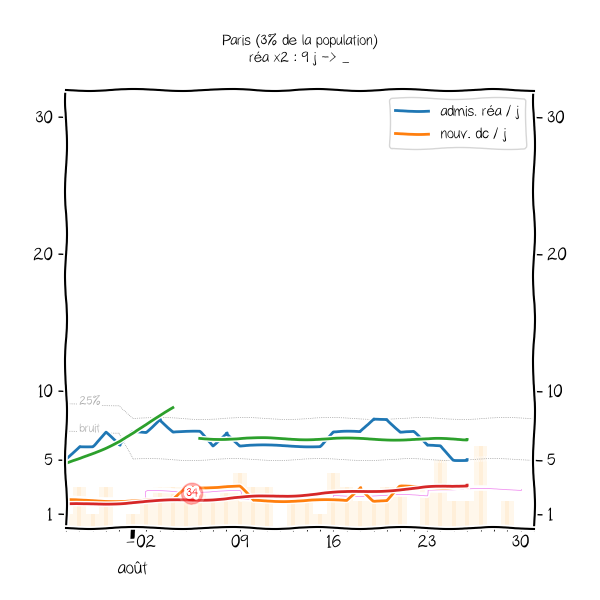 Paris (3% de la population)
réa x2 : 9 j -> _
admis. réa / j
nouv. dc / j
30
30
20
20
10
10
25%
bruit
5
5
34
1
1
02
09
16
23
30
août